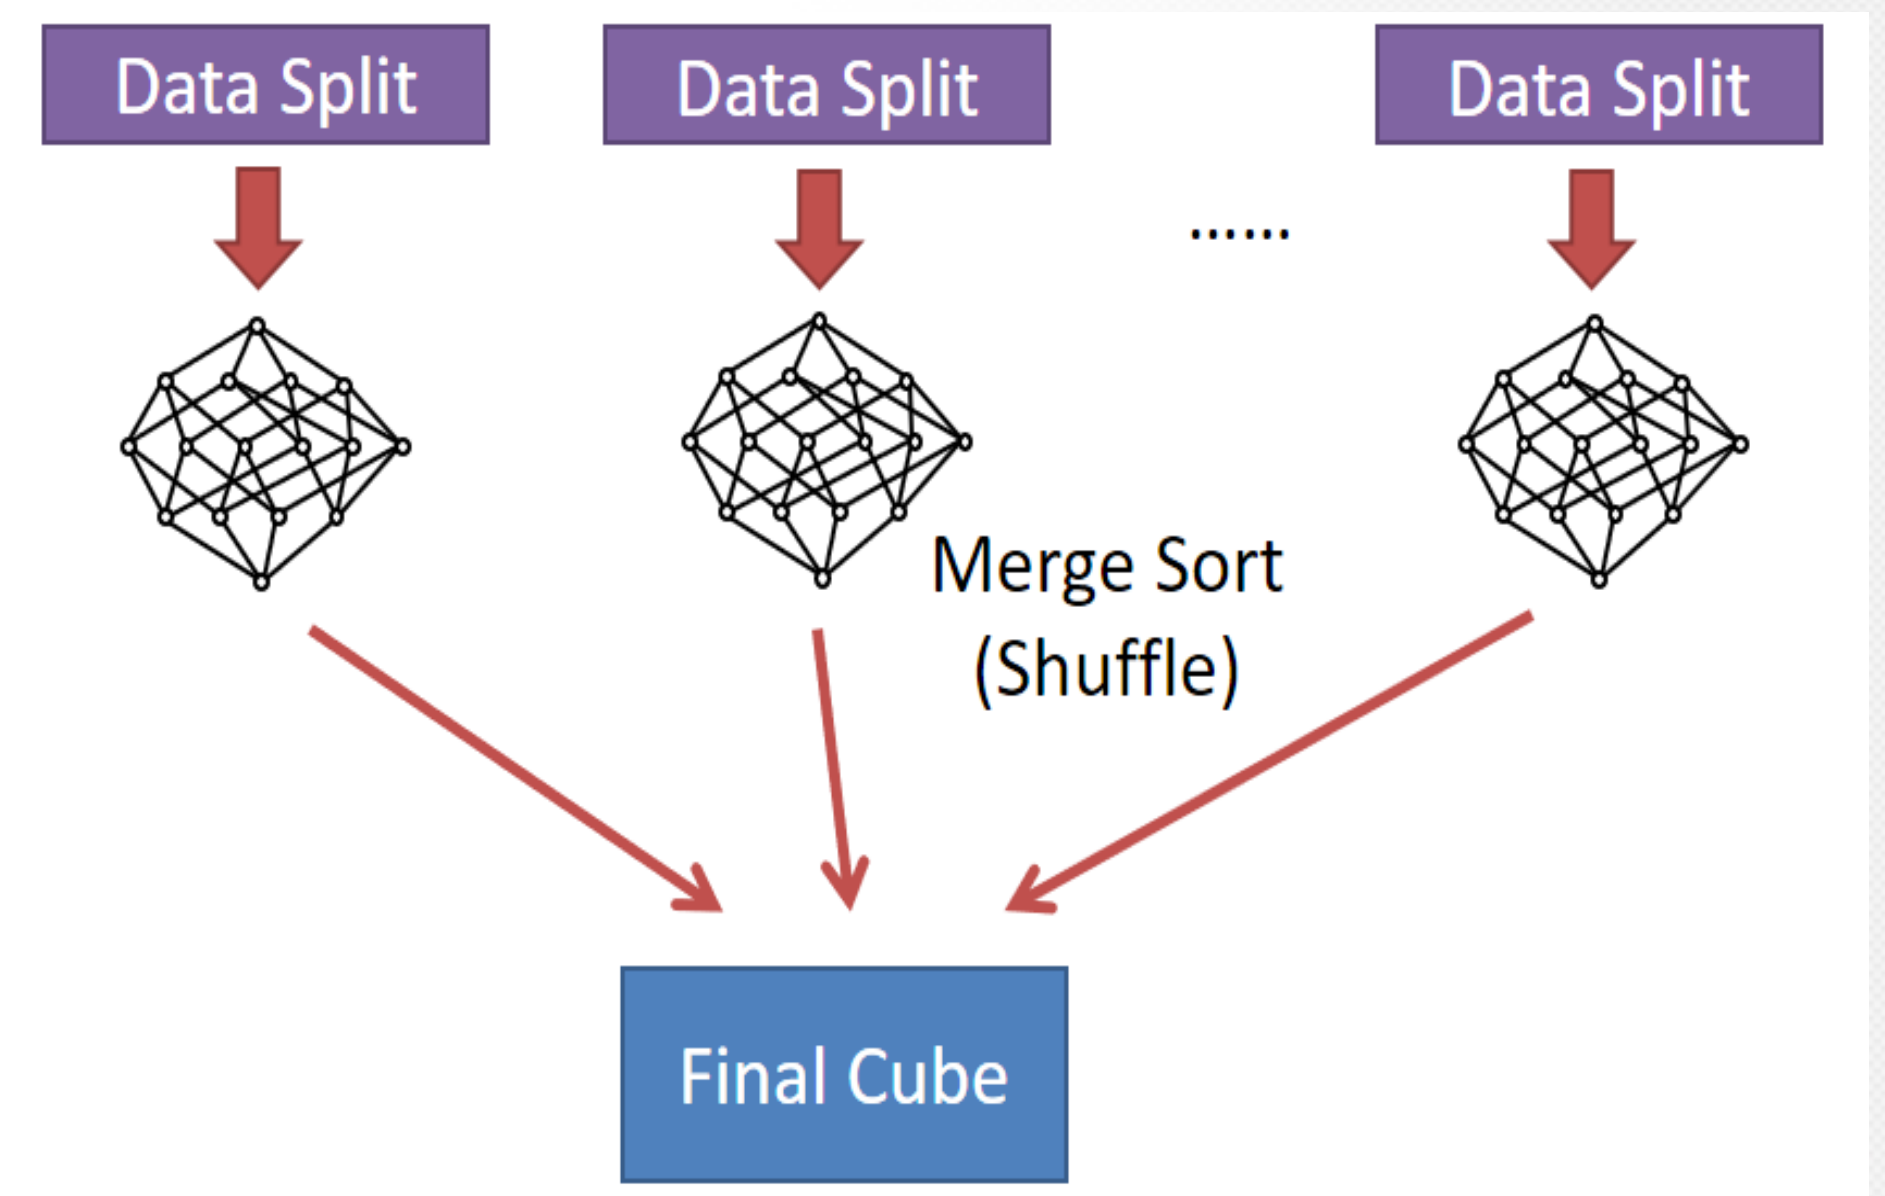 Data Split
Data Split
Data Split
......
Merge Sort
(Shuffle)
Final Cube